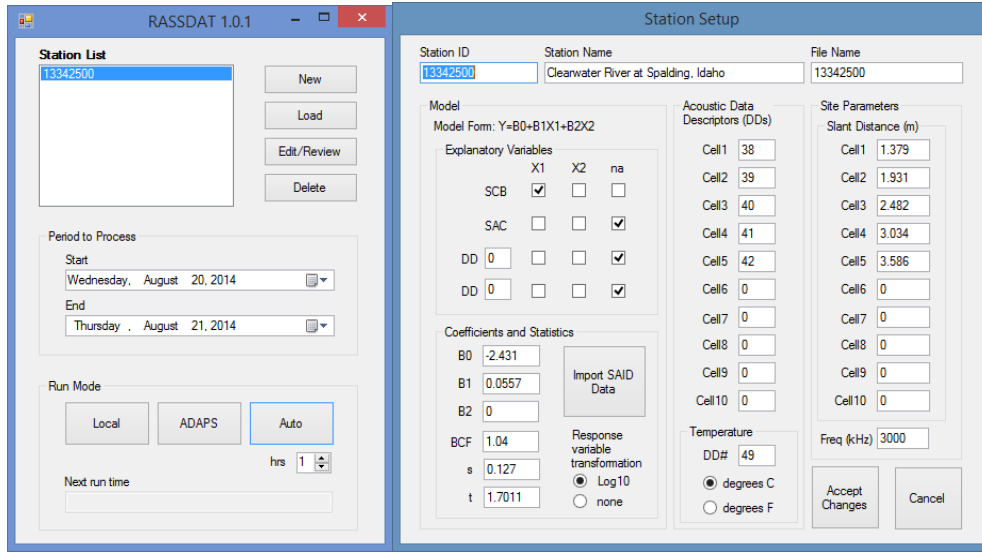 RASSDAT 1.0.1
Station List
13342500
New
Load
Edit/Review
Delete
Period to Process
Start
Wednesday, August 20, 2014
End
Thursday , August 21, 2014
Run Mode
Local ADAPS Auto
hrs 1
Next run time
Station Setup
Station ID Station Name File Name
13342500 Clearwater River at Spalding, Idaho 13342500
Model
Model Form: Y=B0+B1X1+B2X2
Explanatory Variables
X1 X2 na
SCB
SAC
DD 0
DD 0
Coefficients and Statistics
B0 -2.431
B1 0.0557
B2 0
BCF 1.04
s 0.127
t 1.7011
Import SAID
Data
Response
variable
transformation
Log10
none
Acoustic Data
Descriptors (DDs)
Cell1 38
Cell2 39
Cell3 40
Cell4 41
Cell5 42
Cell6 0
Cell7 0
Cell8 0
Cell9 0
Cell10 0
Temperature
DD# 49
degrees C
degrees F
Site Parameters
Slant Distance (m)
Cell1 1.379
Cell2 1.931
Cell3 2.482
Cell4 3.034
Cell5 3.586
Cell6 0
Cell7 0
Cell8 0
Cell9 0
Cell10 0
Freq (kHz) 3000
Accept
Changes
Cancel